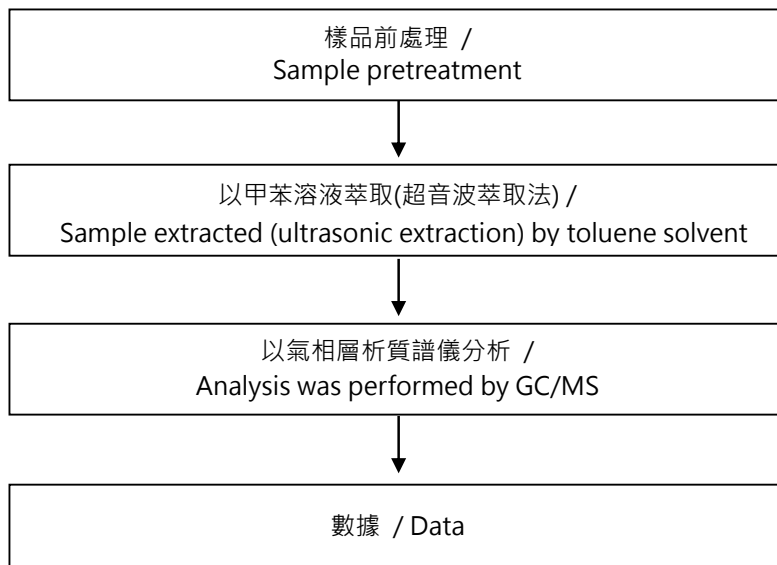 樣品前處理 /
Sample pretreatment
以甲苯溶液萃取(超音波萃取法) /
Sample extracted (ultrasonic extraction) by toluene solvent
以氣相層析質譜儀分析 /
Analysis was performed by GC/MS
數據 / Data